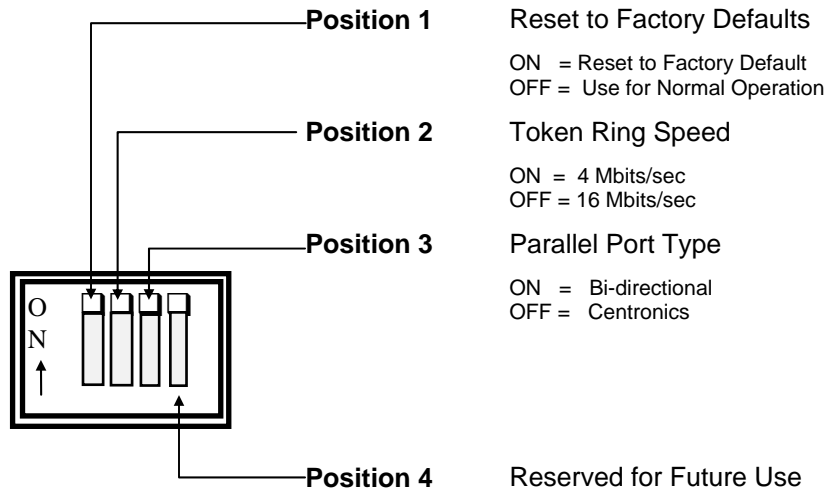 Position 1 Reset to Factory Defaults
ON = Reset to Factory Default
OFF = Use for Normal Operation
Position 2 Token Ring Speed
ON = 4 Mbits/sec
OFF = 16 Mbits/sec
Position 3 Parallel Port Type
ON = Bi-directional
OFF = Centronics
O
N
Position 4 Reserved for Future Use